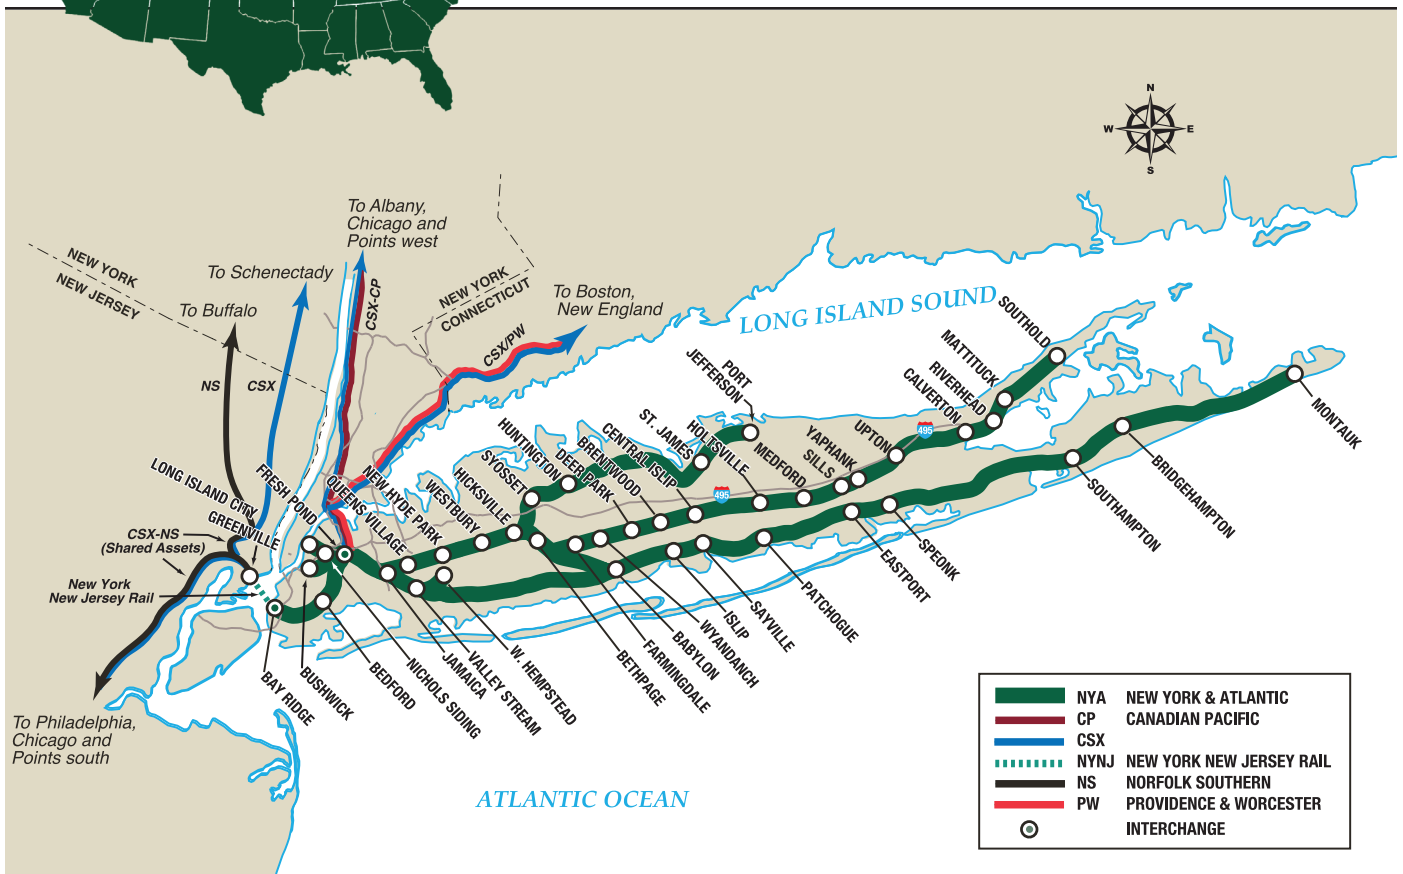 N
W
E
S
To Albany,
Chicago and
Points west
NEW YORK
NEW JERSEY
To Schenectady
To Buffalo
NS
CSX
CSX-CP
NEW YORK
CONNECTICUT
To Boston,
New England
CSX/PW
LONG ISLAND SOUND
SOUTHOLD
MATTITUCK
RIVERHEAD
CALVERTON
495
UPTON
YAPHANK
SILLS
MEDFORD
PORT
JEFFERSON
HOLTSVILLE
ST. JAMES
CENTRAL ISLIP
BRENTWOOD
DEER PARK
HUNTINGTON
SYOSSET
HICKSVILLE
WESTBURY
NEW HYDE PARK
QUEENS VILLAGE
FRESH POND
LONG ISLAND CITY
GREENVILLE
495
CSX-NS
(Shared Assets)
New York
New Jersey Rail
MONTAUK
BRIDGEHAMPTON
SOUTHAMPTON
SPEONK
EASTPORT
PATCHOGUE
SAYVILLE
ISLIP
WYANDANCH
BABYLON
FARMINGDALE
BETHPAGE
W. HEMPSTEAD
VALLEY STREAM
JAMAICA
NICHOLS SIDING
BEDFORD
BUSHWICK
BAY RIDGE
To Philadelphia,
Chicago and
Points south
ATLANTIC OCEAN
NYA NEW YORK & ATLANTIC
CP CANADIAN PACIFIC
CSX
NYNJ NEW YORK NEW JERSEY RAIL
NS NORFOLK SOUTHERN
PW PROVIDENCE & WORCESTER
INTERCHANGE